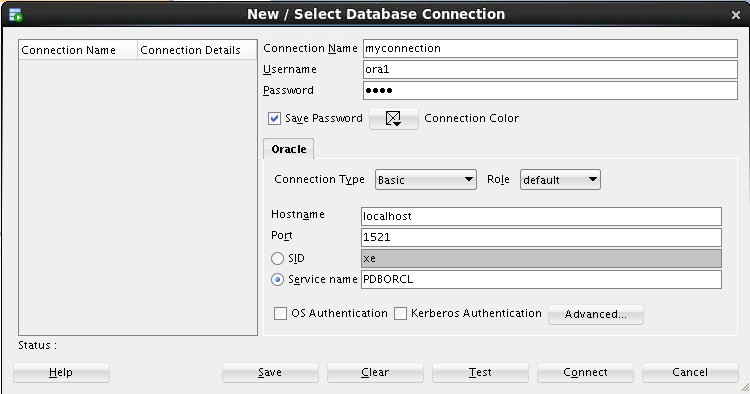 New / Select Database Connection
Connection Name Connection Details
Connection Name myconnection
Username ora1
Password ●●●●
Save Password Connection Color
Oracle
Connection Type Basic Role default
Hostname localhost
Port 1521
SID xe
Service name PDBORCL
OS Authentication Kerberos Authentication Advanced...
Status :
Help Save Clear Test Connect Cancel